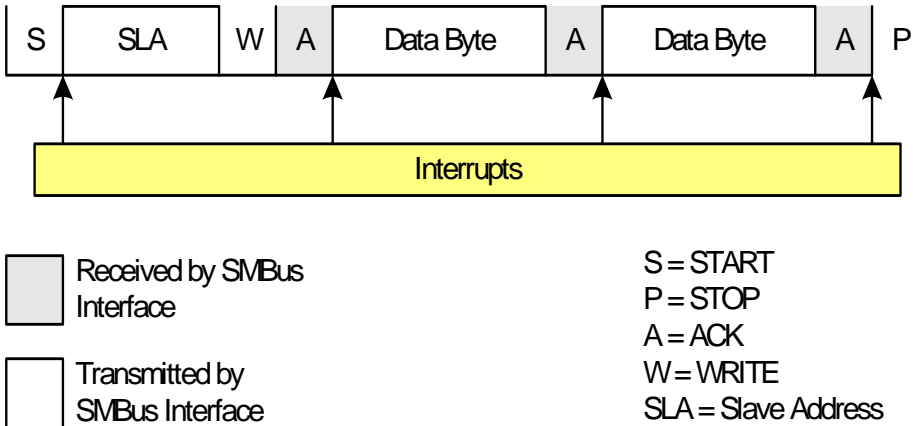 S SLA W A Data Byte A Data Byte A P
Interrupts
Received by SMBus
Interface
Transmitted by
SMBus Interface
S = START
P = STOP
A = ACK
W = WRITE
SLA = Slave Address